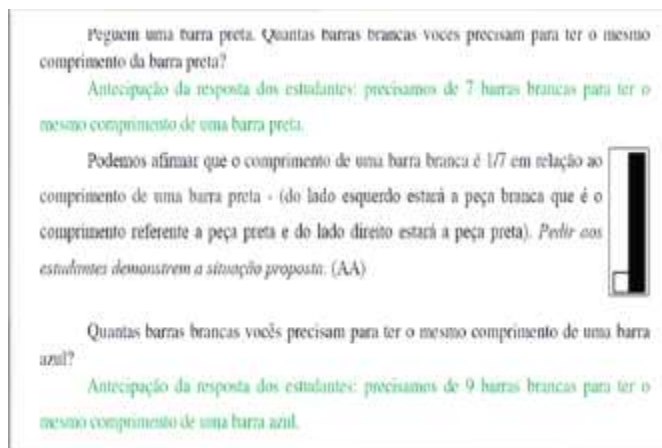 Peguem uma barra preta. Quantas barras brancas vocês precisam para ter o mesmo
comprimento da barra preta?
Antecipação da resposta dos estudantes: precisamos de 7 barras brancas para ter o
mesmo comprimento de uma barra preta.
Podemos afirmar que o comprimento de uma barra branca é 1/7 em relação ao
comprimento de uma barra preta - (do lado esquerdo estará a peça branca que é o
comprimento referente a peça preta e do lado direito estará a peça preta). Pedir aos
estudantes demonstrem a situação proposta. (AA)
Quantas barras brancas vocês precisam para ter o mesmo comprimento de uma barra
azul?
Antecipação da resposta dos estudantes: precisamos de 9 barras brancas para ter o
mesmo comprimento de uma barra azul.